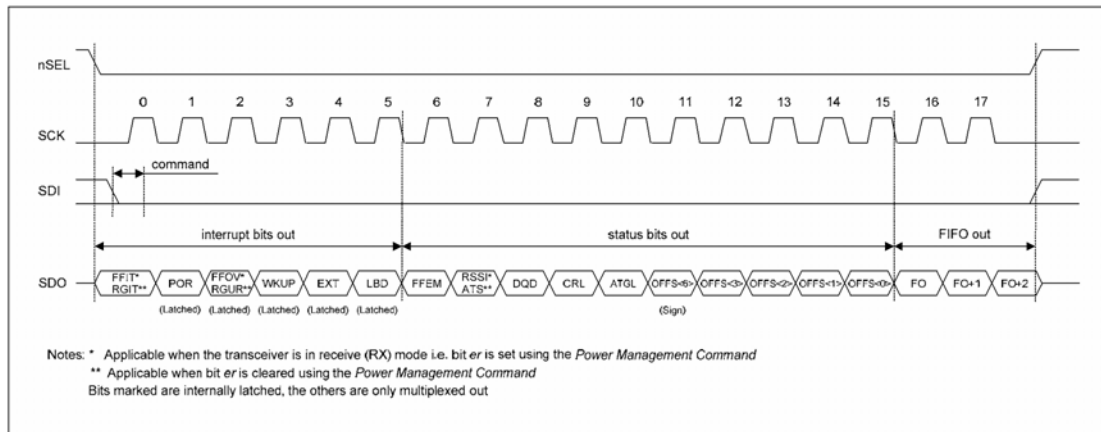 nSEL
0 1 2 3 4 5 6 7 8 9 10 11 12 13 14 15 16 17
SCK
command
SDI
interrupt bits out status bits out FIFO out
SDO
FFIT* RGIT** POR FFOV* RGUR** WKUP EXT LBD FFEM RSSI* ATS** DQD CRL ATGL OFFS<6> OFFS<3> OFFS<2> OFFS<1> OFFS<0> FO FO+1 FO+2
(Latched) (Latched) (Latched) (Latched) (Latched) (Sign)
Notes: * Applicable when the transceiver is in receive (RX) mode i.e. bit er is set using the Power Management Command
** Applicable when bit er is cleared using the Power Management Command
Bits marked are internally latched, the others are only multiplexed out